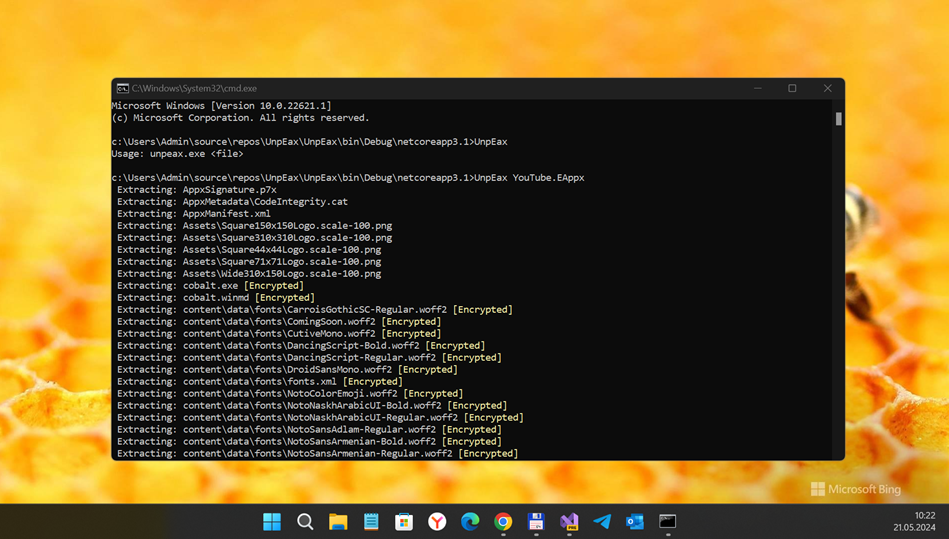 C:\Windows\System32\cmd.exe
Microsoft Windows [Version 10.0.22621.1]
(c) Microsoft Corporation. All rights reserved.
c:\Users\Admin\source\repos\UnpEax\UnpEax\bin\Debug\netcoreapp3.1>UnpEax
Usage: unpeax.exe <file>
c:\Users\Admin\source\repos\UnpEax\UnpEax\bin\Debug\netcoreapp3.1>UnpEax YouTube.EAppx
Extracting: AppxSignature.p7x
Extracting: AppxMetadata\CodeIntegrity.cat
Extracting: AppxManifest.xml
Extracting: Assets\Square150x150Logo.scale-100.png
Extracting: Assets\Square310x310Logo.scale-100.png
Extracting: Assets\Square44x44Logo.scale-100.png
Extracting: Assets\Square71x71Logo.scale-100.png
Extracting: Assets\Wide310x150Logo.scale-100.png
Extracting: cobalt.exe [Encrypted]
Extracting: cobalt.winmd [Encrypted]
Extracting: content\data\fonts\CarroisGothicSC-Regular.woff2 [Encrypted]
Extracting: content\data\fonts\ComingSoon.woff2 [Encrypted]
Extracting: content\data\fonts\CutiveMono.woff2 [Encrypted]
Extracting: content\data\fonts\DancingScript-Bold.woff2 [Encrypted]
Extracting: content\data\fonts\DancingScript-Regular.woff2 [Encrypted]
Extracting: content\data\fonts\DroidSansMono.woff2 [Encrypted]
Extracting: content\data\fonts\fonts.xml [Encrypted]
Extracting: content\data\fonts\NotoColorEmoji.woff2 [Encrypted]
Extracting: content\data\fonts\NotoNaskhArabicUI-Bold.woff2 [Encrypted]
Extracting: content\data\fonts\NotoNaskhArabicUI-Regular.woff2 [Encrypted]
Extracting: content\data\fonts\NotoSansAdlam-Regular.woff2 [Encrypted]
Extracting: content\data\fonts\NotoSansArmenian-Bold.woff2 [Encrypted]
Extracting: content\data\fonts\NotoSansArmenian-Regular.woff2 [Encrypted]
Microsoft Bing
PRE
10:22
21.05.2024